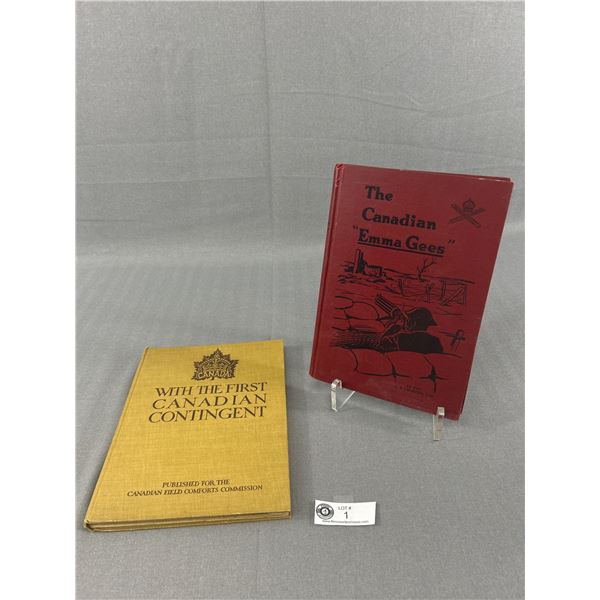 The
Canadian
"Emma Gees"
CANADA
WITH THE FIRST
CANADIAN
CONTINGENT
PUBLISHED FOR THE
CANADIAN FIELD COMFORTS COMMISSION
LOT #
1